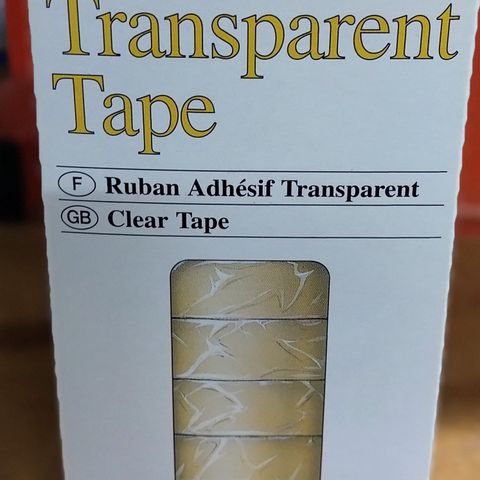 Transparent
Tape
F Ruban Adhésif Transparent
GB Clear Tape